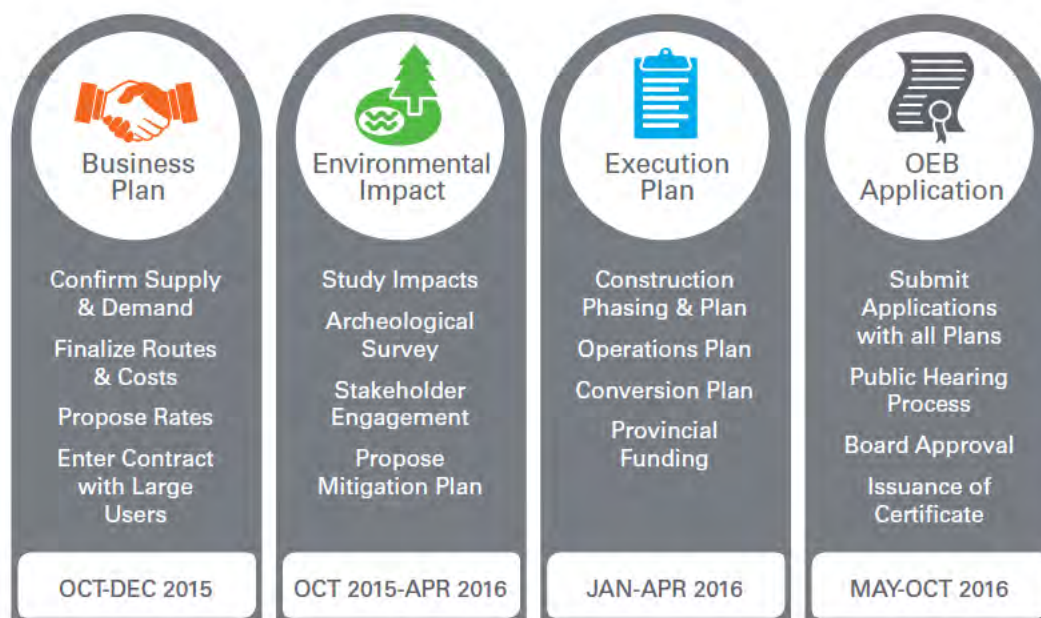 Business
Plan
Confirm Supply
& Demand
Finalize Routes
& Costs
Propose Rates
Enter Contract
with Large
Users
OCT-DEC 2015
Environmental
Impact
Study Impacts
Archeological
Survey
Stakeholder
Engagement
Propose
Mitigation Plan
OCT 2015-APR 2016
Execution
Plan
Construction
Phasing & Plan
Operations Plan
Conversion Plan
Provincial
Funding
JAN-APR 2016
OEB
Application
Submit
Applications
with all Plans
Public Hearing
Process
Board Approval
Issuance of
Certificate
MAY-OCT 2016